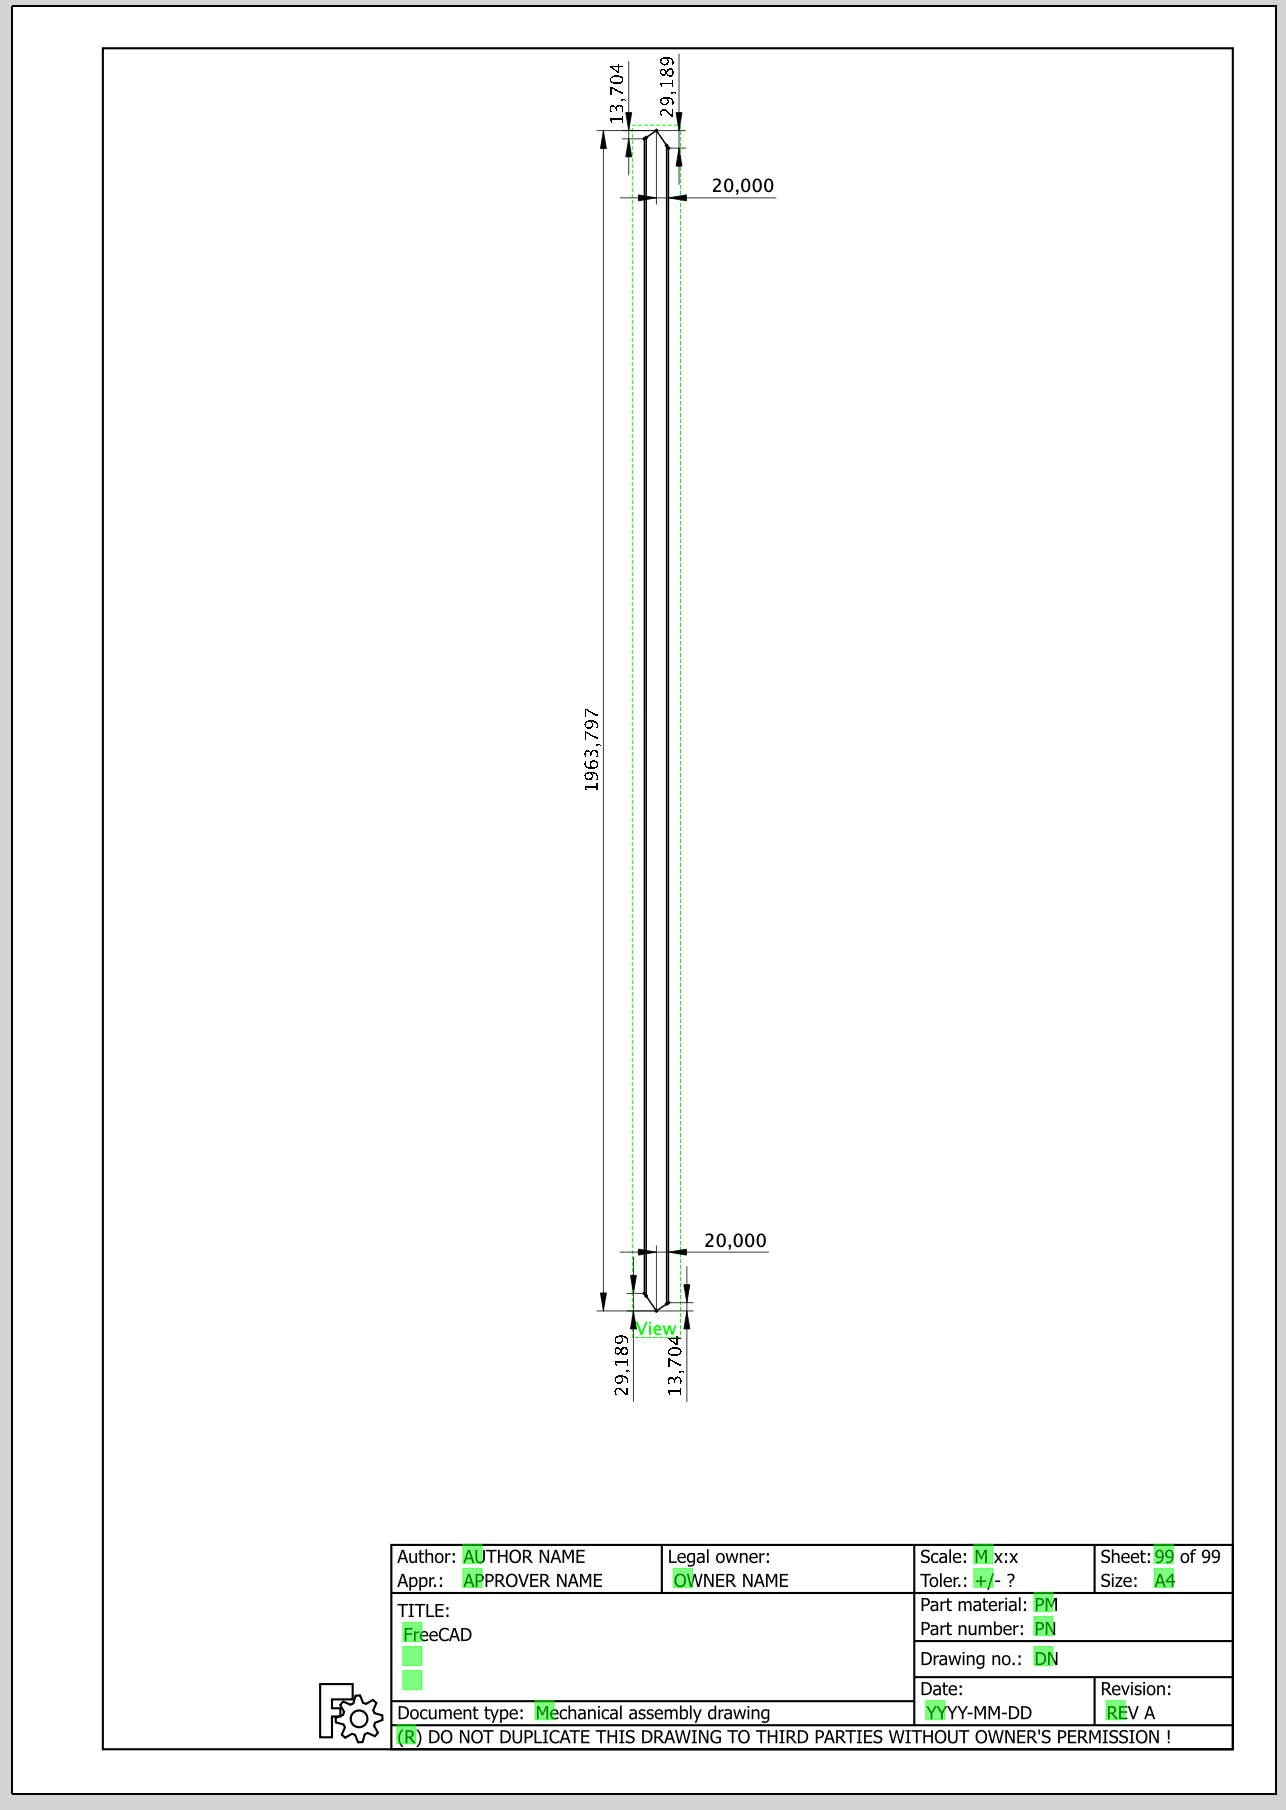 13,704
29,189
20,000
1963,797
20,000
View
29,189
13,704
Author: AUTHOR NAME
Appr.: APPROVER NAME
Legal owner:
OWNER NAME
Scale: M x:x
Toler.: +/- ?
Sheet: 99 of 99
Size: A4
TITLE:
FreeCAD
Part material: PM
Part number: PN
Drawing no.: DN
Document type: Mechanical assembly drawing
Date:
YYYY-MM-DD
Revision:
REV A
(R) DO NOT DUPLICATE THIS DRAWING TO THIRD PARTIES WITHOUT OWNER'S PERMISSION !